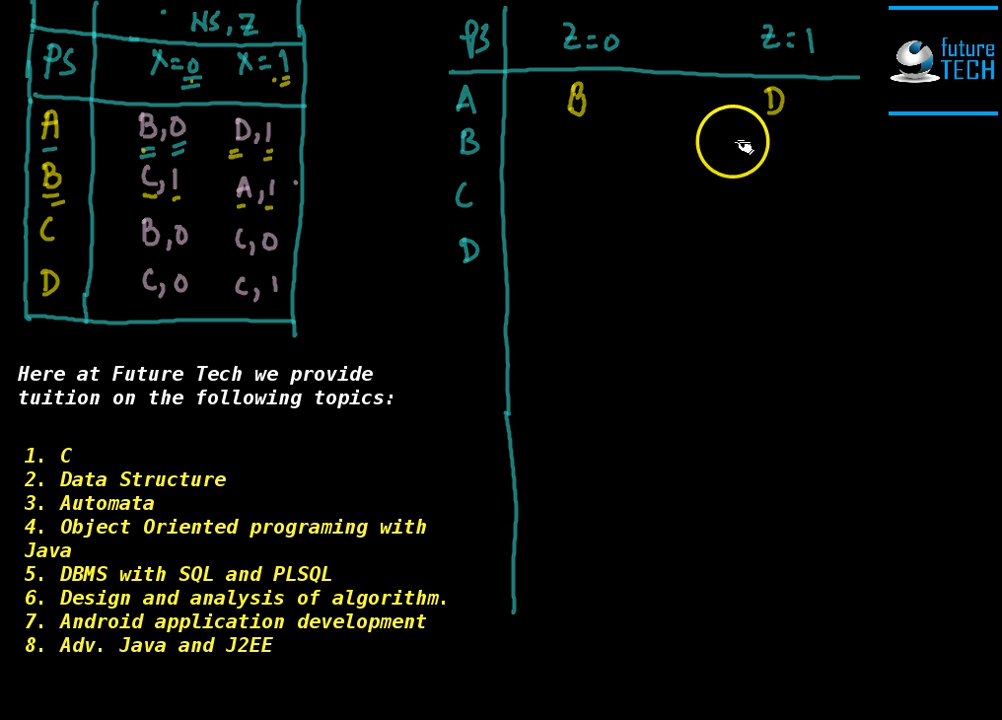 NS, Z
PS X=0 X=1
A B,0 D,1
B C,1 A,1
C B,0 C,0
D C,0 C,1
PS Z=0 Z=1
A B D
B
C
D
future
TECH
Here at Future Tech we provide
tuition on the following topics:
1. C
2. Data Structure
3. Automata
4. Object Oriented programing with
Java
5. DBMS with SQL and PLSQL
6. Design and analysis of algorithm.
7. Android application development
8. Adv. Java and J2EE